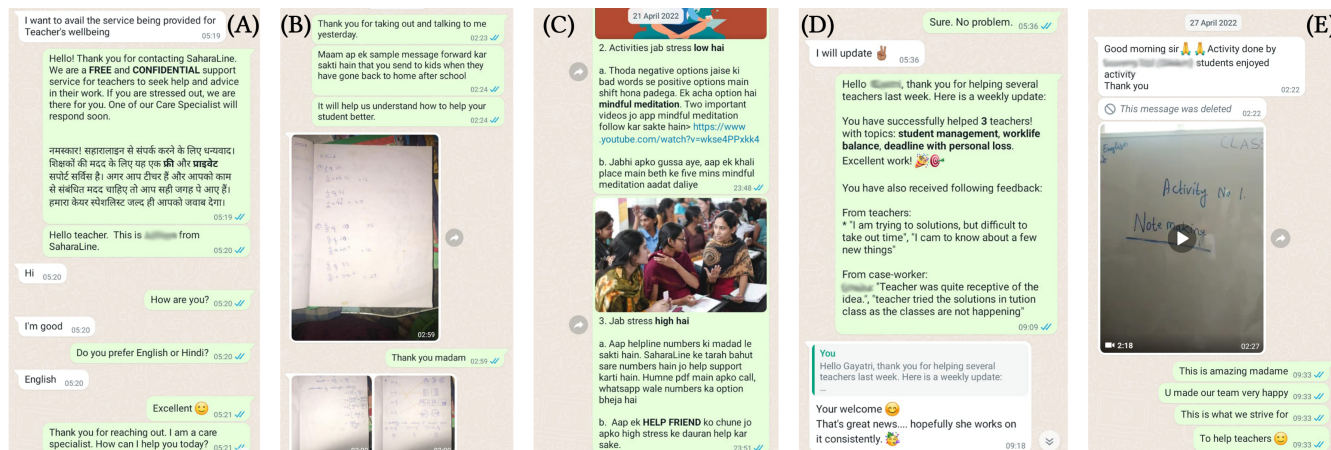 (A)
I want to avail the service being provided for
Teacher's wellbeing
05:19
Hello! Thank you for contacting SaharaLine.
We are a FREE and CONFIDENTIAL support
service for teachers to seek help and advice
in their work. If you are stressed out, we are
there for you. One of our Care Specialist will
respond soon.
नमस्कार! सहारालाइन से संपर्क करने के लिए धन्यवाद।
शिक्षकों की मदद के लिए यह एक फ्री और प्राइवेट
सपोर्ट सर्विस है। अगर आप टीचर हैं और आपको काम
से संबंधित मदद चाहिए तो आप सही जगह पे आए हैं।
हमारा केयर स्पेशलिस्ट जल्द ही आपको जवाब देगा।
05:19
Hello teacher. This is from
SaharaLine.
05:20
Hi 05:20
How are you? 05:20
I'm good 05:20
Do you prefer English or Hindi? 05:20
English 05:20
Excellent 05:21
Thank you for reaching out. I am a care
specialist. How can I help you today? 05:21
(B)
Thank you for taking out and talking to me
yesterday.
02:23
Maam ap ek sample message forward kar
sakti hain that you send to kids when they
have gone back to home after school
02:24
It will help us understand how to help your
student better.
02:24
02:59
Thank you madam 02:59
(C)
21 April 2022
2. Activities jab stress low hai
a. Thoda negative options jaise ki
bad words se positive options main
shift hona padega. Ek acha option hai
mindful meditation. Two important
videos jo app mindful meditation
follow kar sakte hain> https://www
.youtube.com/watch?v=wkse4PPxkk4
b. Jabhi apko gussa aye, aap ek khali
place main beth ke five mins mindful
meditation aadat daliye
23:48
3. Jab stress high hai
a. Aap helpline numbers ki madad le
sakti hain. SaharaLine ke tarah bahut
sare numbers hain jo help support
karti hain. Humne pdf main apko call,
whatsapp wale numbers ka option
bheja hai
b. Aap ek HELP FRIEND ko chune jo
apko high stress ke dauran help kar
sake.
23:51
(D)
Sure. No problem. 05:36
I will update
05:36
Hello , thank you for helping several
teachers last week. Here is a weekly update:
You have successfully helped 3 teachers!
with topics: student management, worklife
balance, deadline with personal loss.
Excellent work!
You have also received following feedback:
From teachers:
* "I am trying to solutions, but difficult to
take out time", "I cam to know about a few
new things"
From case-worker:
"Teacher was quite receptive of the
idea.", "teacher tried the solutions in tution
class as the classes are not happening"
09:09
You
Hello Gayatri, thank you for helping several
teachers last week. Here is a weekly update:
...
Your welcome
That's great news.... hopefully she works on
it consistently.
09:18
(E)
27 April 2022
Good morning sir Activity done by
students enjoyed
activity
Thank you
02:22
This message was deleted 02:22
English
CLASS
Activity No 1.
Note making
2:18
02:27
This is amazing madame 09:33
U made our team very happy 09:33
This is what we strive for 09:33
To help teachers 09:33